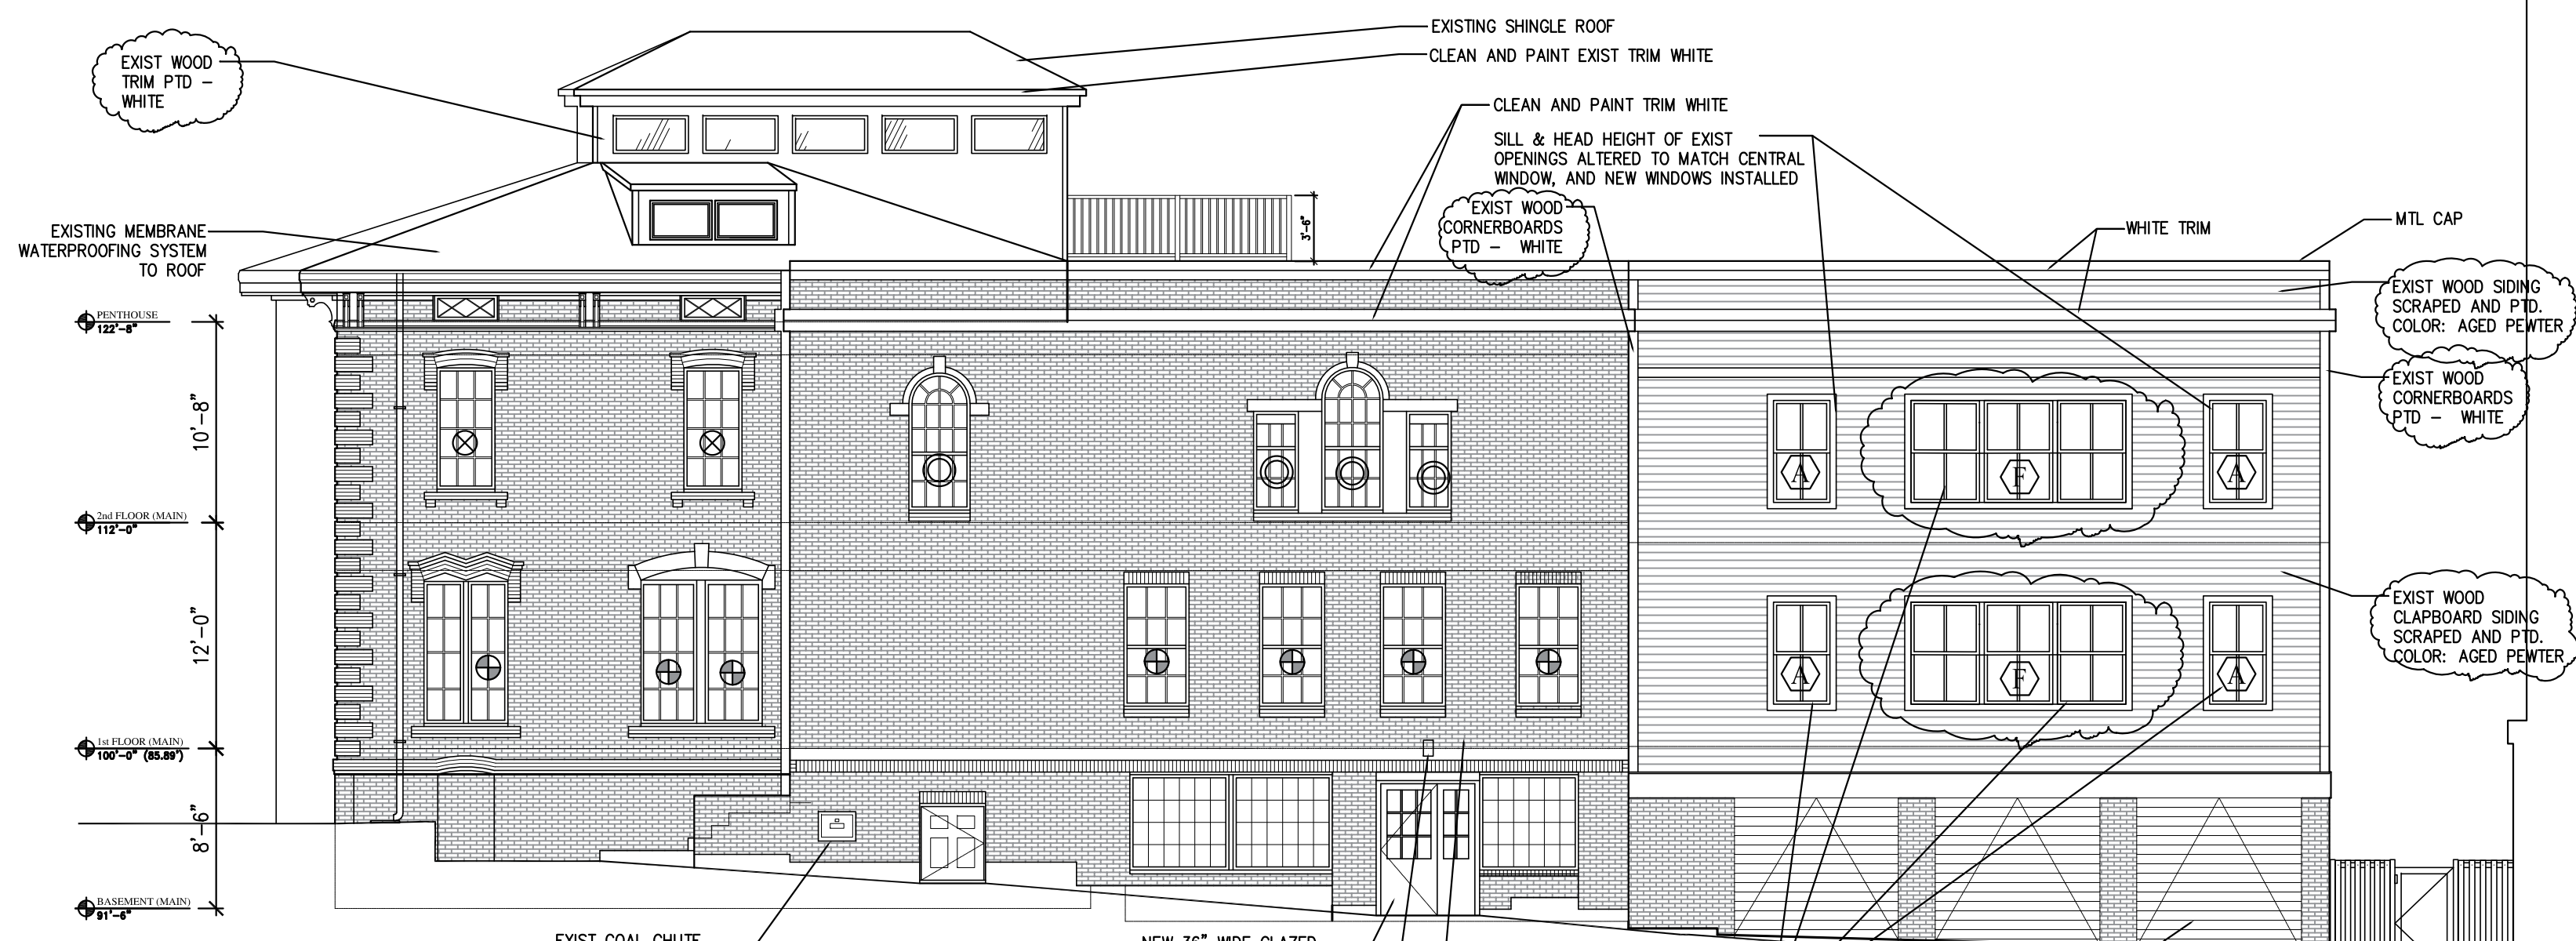 EXIST WOOD
TRIM PTD –
WHITE
EXISTING SHINGLE ROOF
CLEAN AND PAINT EXIST TRIM WHITE
CLEAN AND PAINT TRIM WHITE
SILL & HEAD HEIGHT OF EXIST
OPENINGS ALTERED TO MATCH CENTRAL
WINDOW, AND NEW WINDOWS INSTALLED
EXIST WOOD
CORNERBOARDS
PTD – WHITE
EXISTING MEMBRANE
WATERPROOFING SYSTEM
TO ROOF
3'-6"
WHITE TRIM
MTL CAP
EXIST WOOD SIDING
SCRAPED AND PTD.
COLOR: AGED PEWTER
EXIST WOOD
CORNERBOARDS
PTD – WHITE
PENTHOUSE
122'-8"
10'-8"
A
F
A
2nd FLOOR (MAIN)
112'-0"
12'-0"
EXIST WOOD
CLAPBOARD SIDING
SCRAPED AND PTD.
COLOR: AGED PEWTER
A
F
A
1st FLOOR (MAIN)
100'-0" (85.89')
8'-6"
BASEMENT (MAIN)
91'-6"
EXIST COAL CHUTE
NEW 36" WIDE GLAZED